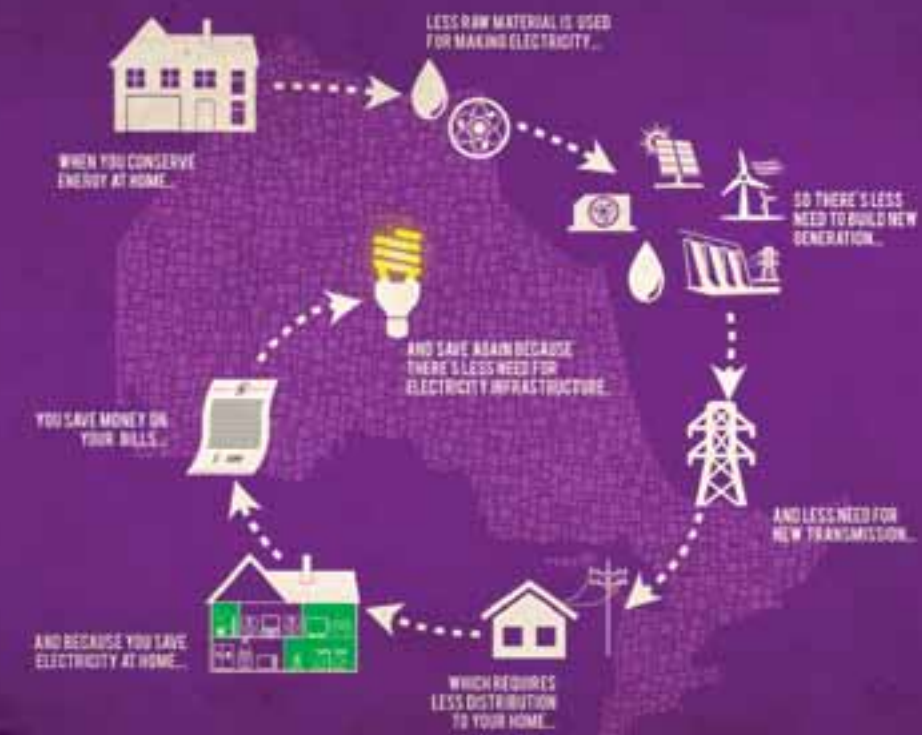 LESS RAW MATERIAL IS USED
FOR MAKING ELECTRICITY...
WHEN YOU CONSERVE
ENERGY AT HOME...
SO THERE'S LESS
NEED TO BUILD NEW
GENERATION...
AND SAVE AGAIN BECAUSE
THERE'S LESS NEED FOR
ELECTRICITY INFRASTRUCTURE...
YOU SAVE MONEY ON
YOUR BILLS...
AND LESS NEED FOR
NEW TRANSMISSION...
AND BECAUSE YOU SAVE
ELECTRICITY AT HOME...
WHICH REQUIRES
LESS DISTRIBUTION
TO YOUR HOME...